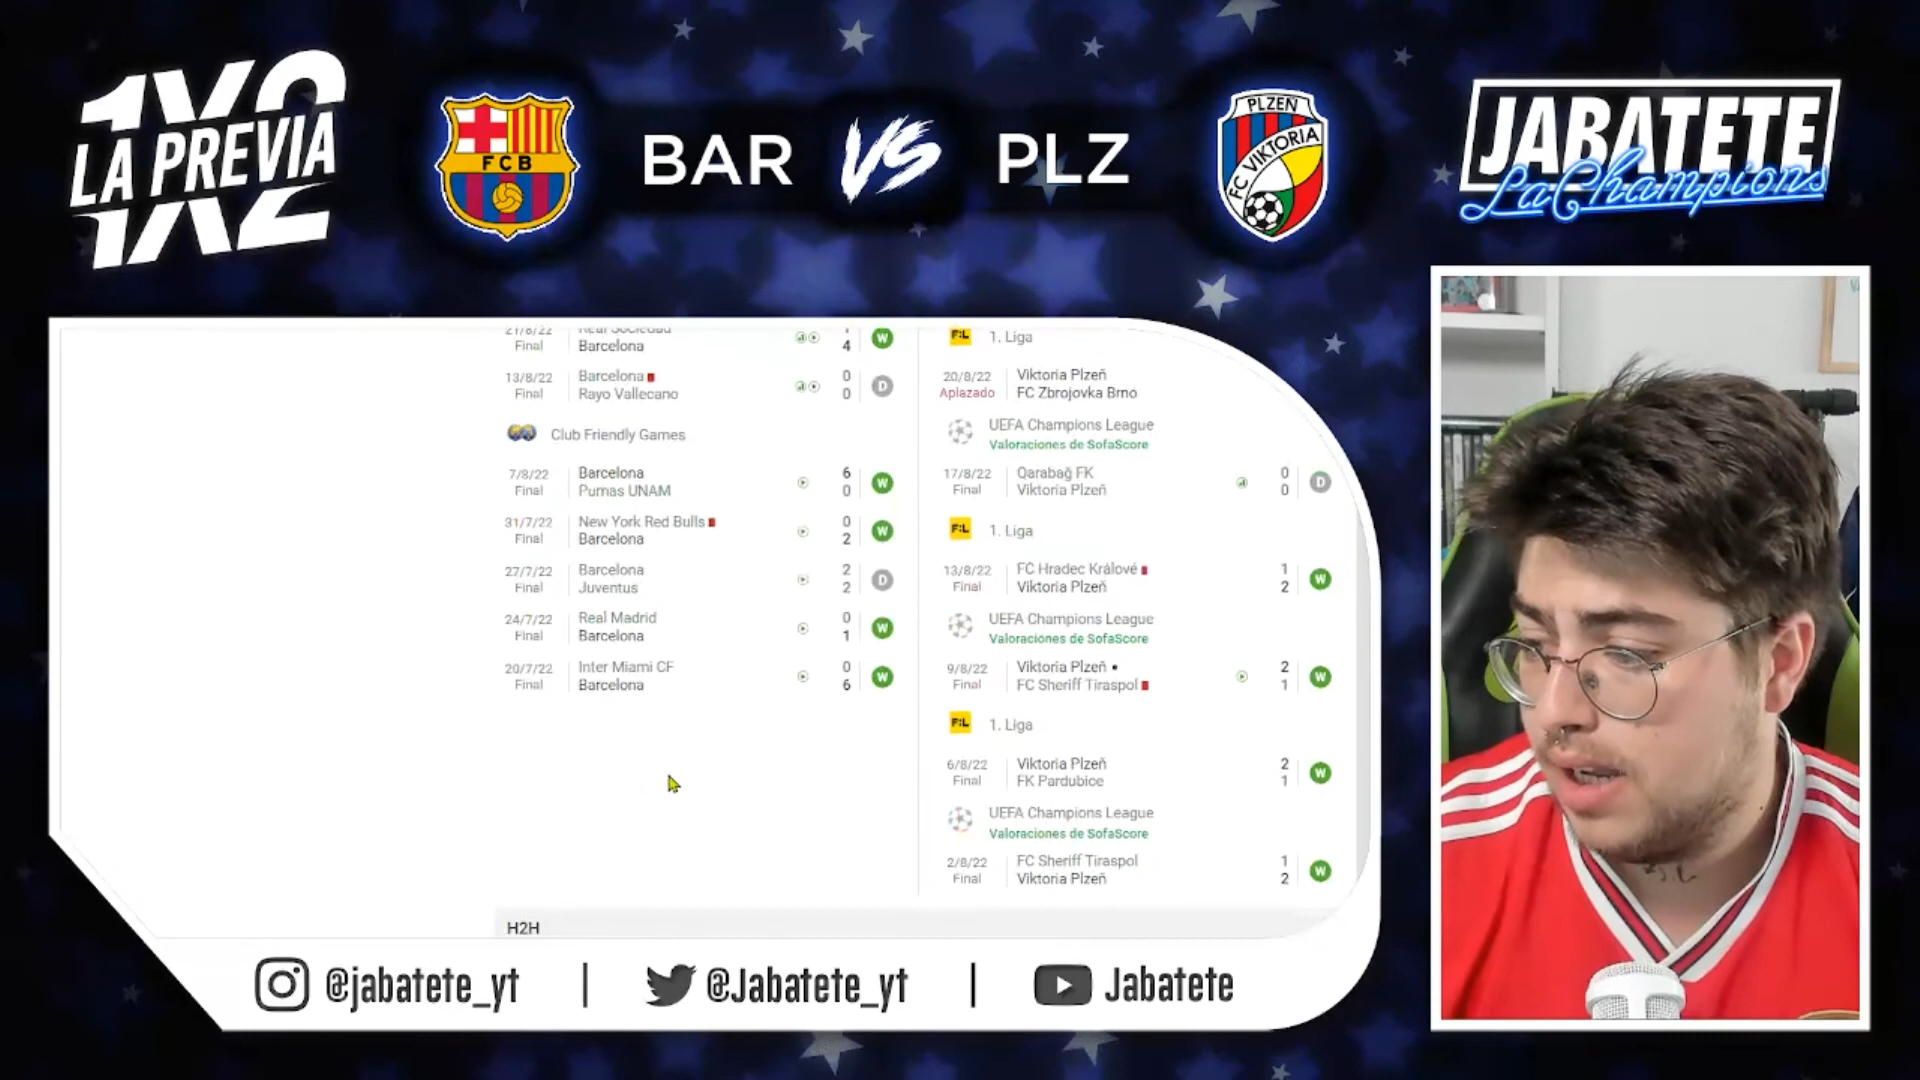 1X2
LA PREVIA
FCB
BAR VS PLZ
PLZEŇ
FC VIKTORIA
JABATETE
LaChampions
21/8/22 Real Sociedad 1
Final Barcelona 4 W
13/8/22 Barcelona 0
Final Rayo Vallecano 0 D
Club Friendly Games
7/8/22 Barcelona 6
Final Pumas UNAM 0 W
31/7/22 New York Red Bulls 0
Final Barcelona 2 W
27/7/22 Barcelona 2
Final Juventus 2 D
24/7/22 Real Madrid 0
Final Barcelona 1 W
20/7/22 Inter Miami CF 0
Final Barcelona 6 W
F:L 1. Liga
20/8/22 Viktoria Plzeň
Aplazado FC Zbrojovka Brno
UEFA Champions League
Valoraciones de SofaScore
17/8/22 Qarabağ FK 0
Final Viktoria Plzeň 0 D
F:L 1. Liga
13/8/22 FC Hradec Králové 1
Final Viktoria Plzeň 2 W
UEFA Champions League
Valoraciones de SofaScore
9/8/22 Viktoria Plzeň 2
Final FC Sheriff Tiraspol 1 W
F:L 1. Liga
6/8/22 Viktoria Plzeň 2
Final FK Pardubice 1 W
UEFA Champions League
Valoraciones de SofaScore
2/8/22 FC Sheriff Tiraspol 1
Final Viktoria Plzeň 2 W
H2H
@jabatete_yt | @Jabatete_yt | Jabatete